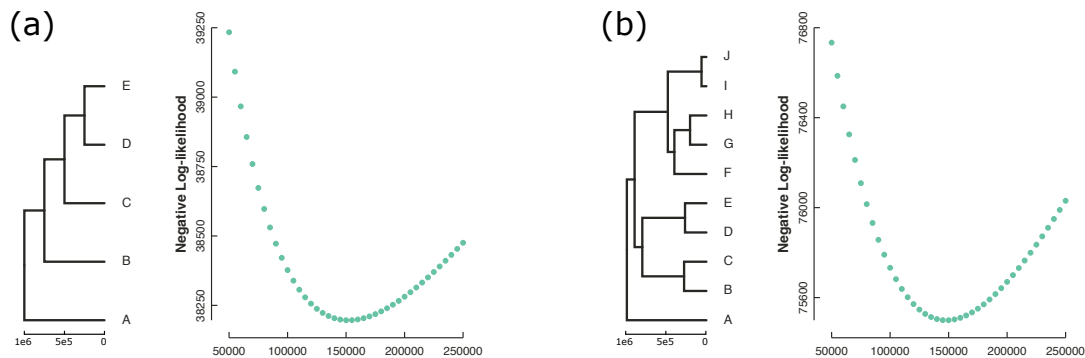 (a)
E
D
C
B
A
1e6 5e5 0
Negative Log-likelihood
39250
39000
38750
38500
38250
50000 100000 150000 200000 250000
(b)
J
I
H
G
F
E
D
C
B
A
1e6 5e5 0
Negative Log-likelihood
76800
76400
76000
75600
50000 100000 150000 200000 250000